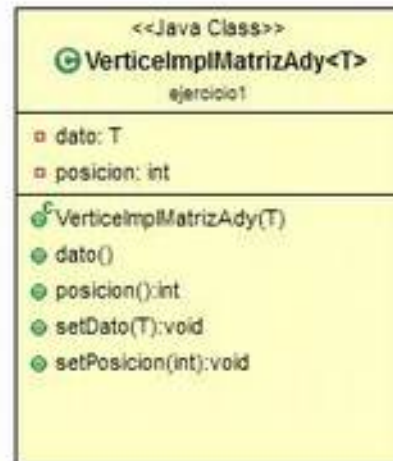 <<Java Class>>
C VerticeImplMatrizAdy<T>
ejercicio1
dato: T
posicion: int
C VerticeImplMatrizAdy(T)
dato()
posicion():int
setDato(T):void
setPosicion(int):void